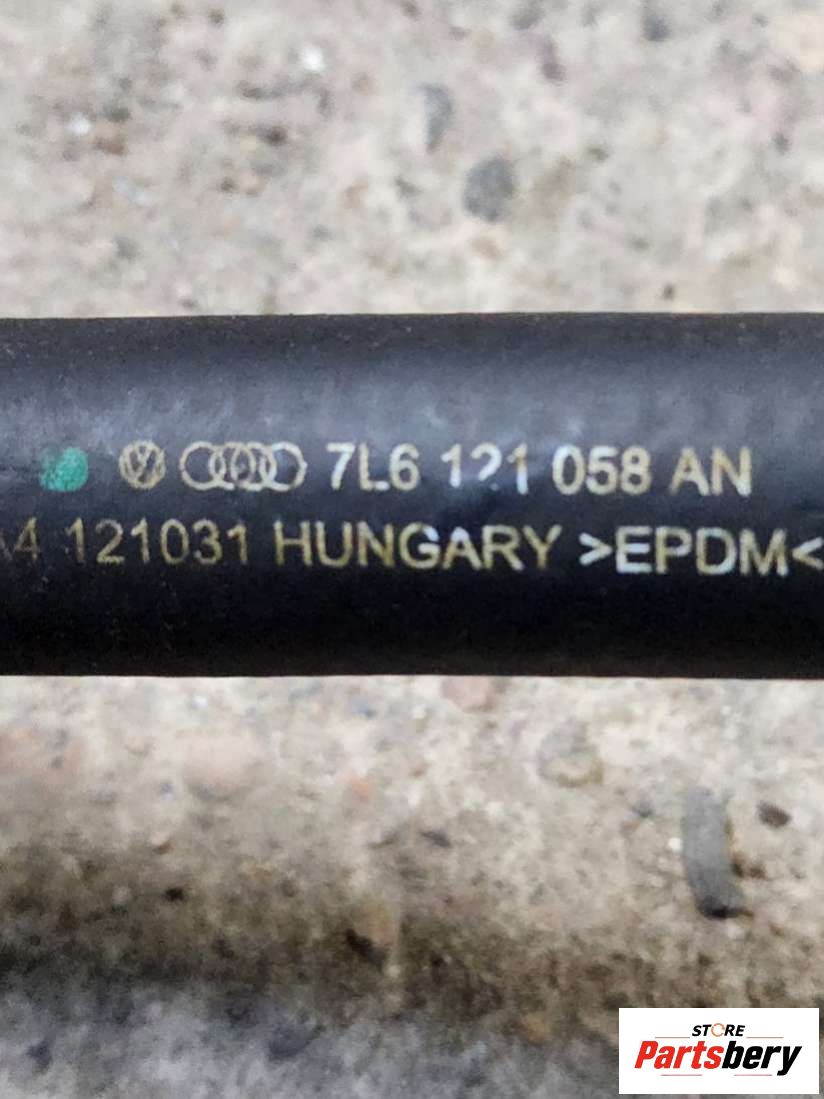 7L6 121 058 AN
121031 HUNGARY >EPDM<
STORE
Partsbery